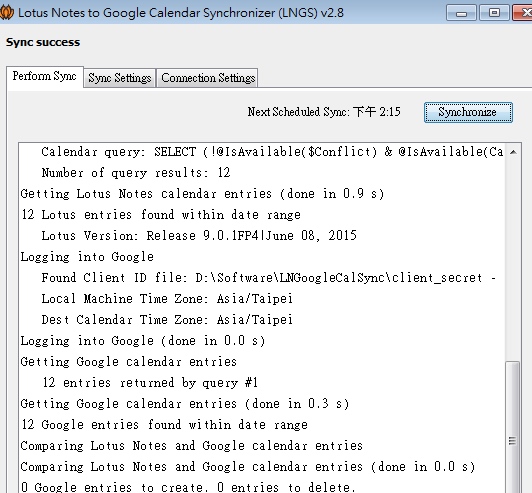 Lotus Notes to Google Calendar Synchronizer (LNGS) v2.8
Sync success
Perform Sync Sync Settings Connection Settings
Next Scheduled Sync: 下午 2:15 Synchronize
Calendar query: SELECT (!@IsAvailable($Conflict) & @IsAvailable(Ca
Number of query results: 12
Getting Lotus Notes calendar entries (done in 0.9 s)
12 Lotus entries found within date range
Lotus Version: Release 9.0.1FP4|June 08, 2015
Logging into Google
Found Client ID file: D:\Software\LNGoogleCalSync\client_secret -
Local Machine Time Zone: Asia/Taipei
Dest Calendar Time Zone: Asia/Taipei
Logging into Google (done in 0.0 s)
Getting Google calendar entries
12 entries returned by query #1
Getting Google calendar entries (done in 0.3 s)
12 Google entries found within date range
Comparing Lotus Notes and Google calendar entries
Comparing Lotus Notes and Google calendar entries (done in 0.0 s)
0 Google entries to create. 0 entries to delete.